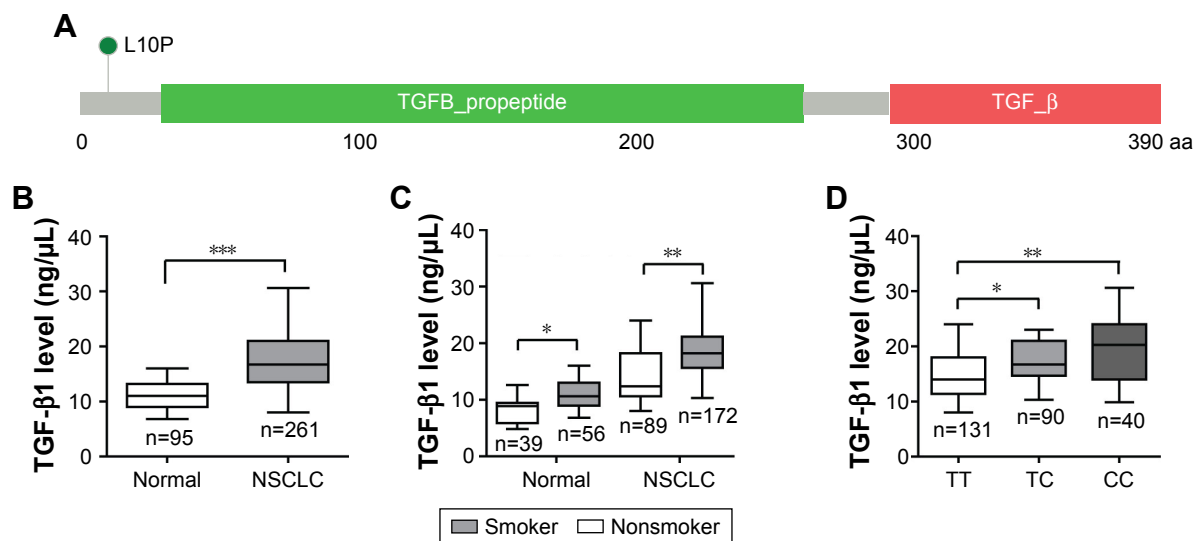 A
L10P
TGFB_propeptide
TGF_β
0 100 200 300 390 aa
B
TGF-β1 level (ng/μL)
40
30
20
10
0
***
n=95
n=261
Normal NSCLC
C
TGF-β1 level (ng/μL)
40
30
20
10
0
*
**
n=39
n=56
n=89
n=172
Normal NSCLC
Smoker Nonsmoker
D
TGF-β1 level (ng/μL)
40
30
20
10
0
**
*
n=131
n=90
n=40
TT TC CC